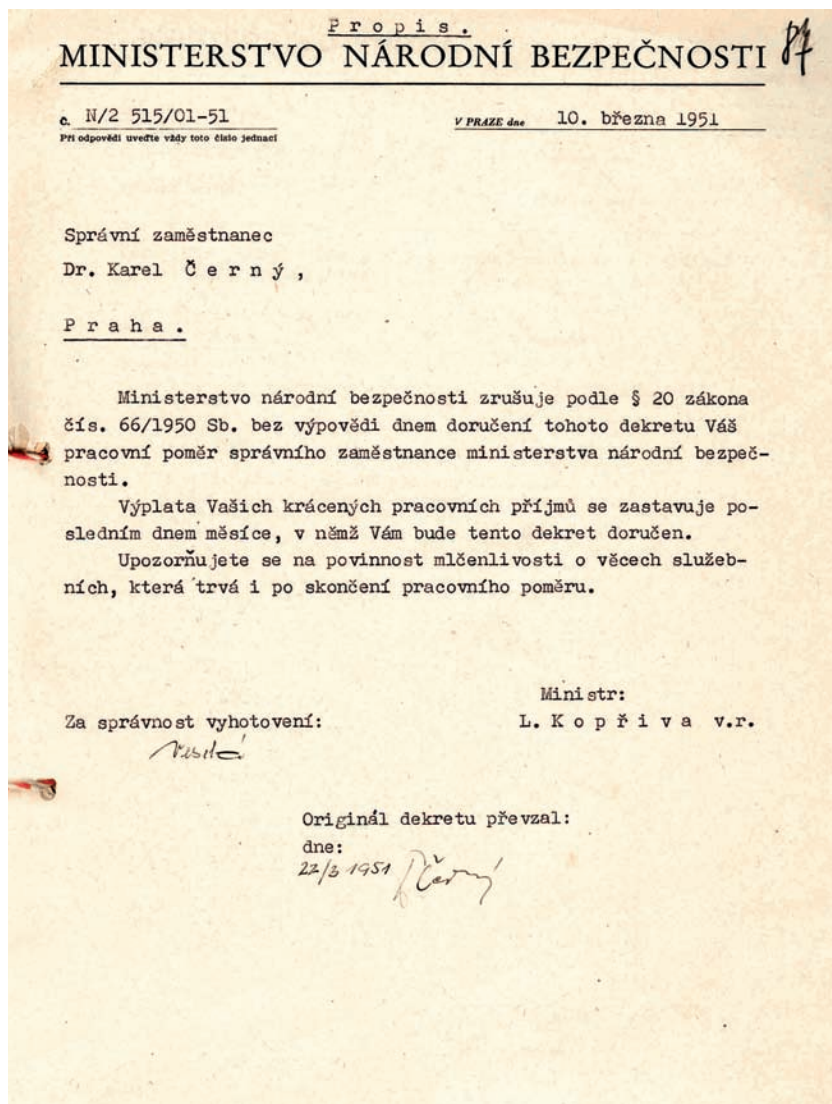 P r o p i s .
MINISTERSTVO NÁRODNÍ BEZPEČNOSTI
č. N/2 515/01-51
V PRAZE dne 10. března 1951
Při odpovědi uveďte vždy toto číslo jednací
Správní zaměstnanec
Dr. Karel Č e r n ý ,
P r a h a .
Ministerstvo národní bezpečnosti zrušuje podle § 20 zákona
čís. 66/1950 Sb. bez výpovědi dnem doručení tohoto dekretu Váš
pracovní poměr správního zaměstnance ministerstva národní bezpeč-
nosti.
Výplata Vašich krácených pracovních příjmů se zastavuje po-
sledním dnem měsíce, v němž Vám bude tento dekret doručen.
Upozorňujete se na povinnost mlčenlivosti o věcech služeb-
ních, která trvá i po skončení pracovního poměru.
Ministr:
Za správnost vyhotovení:
L. K o p ř i v a v.r.
Originál dekretu převzal:
dne:
22/3 1951 Černý